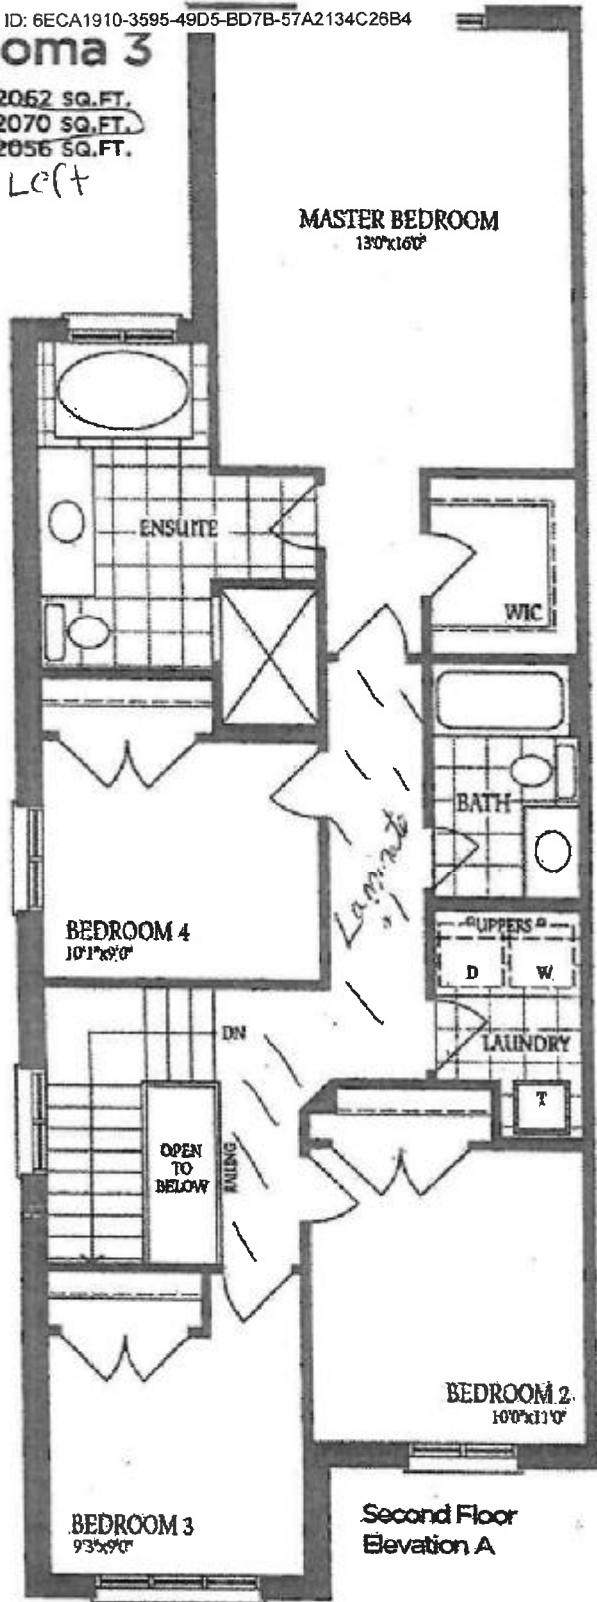 ID: 6ECA1910-3595-49D5-BD7B-57A2134C26B4
oma 3
2062 SQ.FT.
2070 SQ.FT.
2056 SQ.FT.
Left
MASTER BEDROOM
13'0"x16'0"
ENSUITE
WIC
BATH
Laminate
BEDROOM 4
10'1"x9'0"
UPPERS
D W
DN
LAUNDRY
T
OPEN
TO
BELOW
RAILING
BEDROOM 2
10'0"x11'0"
BEDROOM 3
9'3"x9'0"
Second Floor
Elevation A